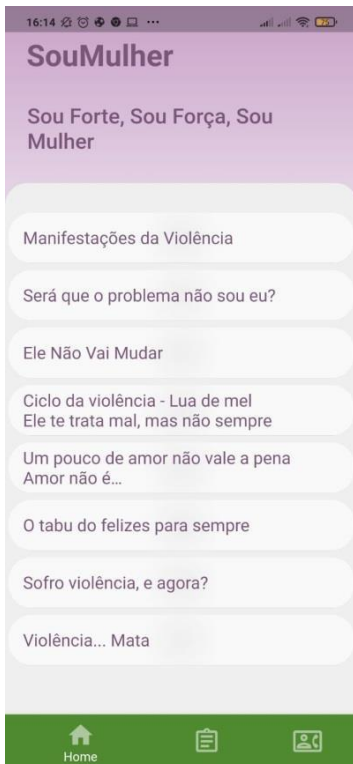 16:14
75
SouMulher
Sou Forte, Sou Força, Sou
Mulher
Manifestações da Violência
Será que o problema não sou eu?
Ele Não Vai Mudar
Ciclo da violência - Lua de mel
Ele te trata mal, mas não sempre
Um pouco de amor não vale a pena
Amor não é...
O tabu do felizes para sempre
Sofro violência, e agora?
Violência... Mata
Home